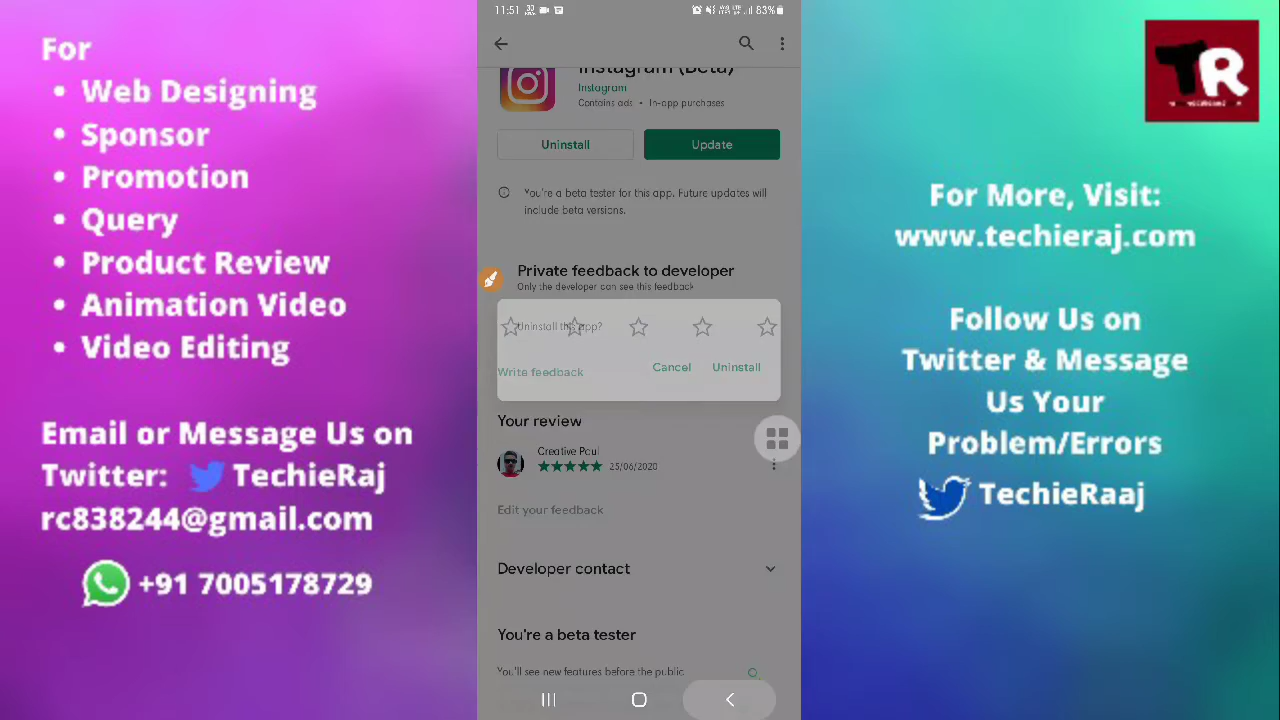 For
• Web Designing
• Sponsor
• Promotion
• Query
• Product Review
• Animation Video
• Video Editing
Email or Message Us on
Twitter: TechieRaj
rc838244@gmail.com
+91 7005178729
11:51
83%
Instagram (Beta)
Instagram
Contains ads • In-app purchases
Uninstall
Update
You're a beta tester for this app. Future updates will
include beta versions.
Private feedback to developer
Only the developer can see this feedback
Uninstall this app?
Write feedback
Cancel
Uninstall
Your review
Creative Paul
25/06/2020
Edit your feedback
Developer contact
You're a beta tester
You'll see new features before the public
TR
For More, Visit:
www.techieraj.com
Follow Us on
Twitter & Message
Us Your
Problem/Errors
TechieRaaj